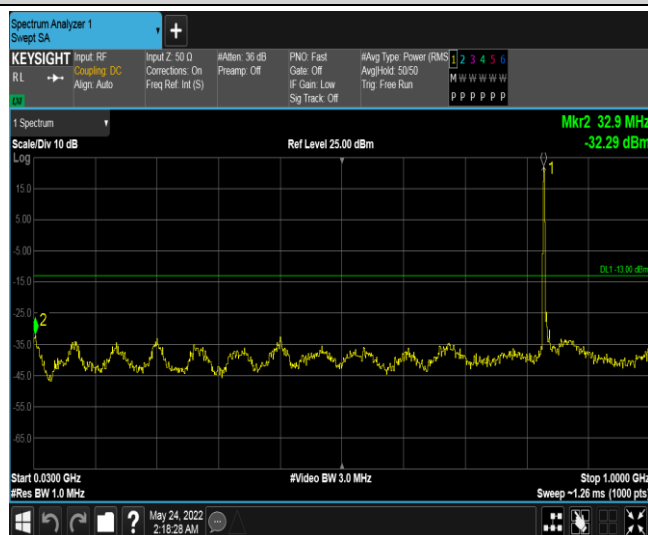 Spectrum Analyzer 1
Swept SA
KEYSIGHT
RL
Input: RF
Coupling: DC
Align: Auto
Input Z: 50 Ω
Corrections: On
Freq Ref: Int (S)
#Atten: 36 dB
Preamp: Off
PNO: Fast
Gate: Off
IF Gain: Low
Sig Track: Off
#Avg Type: Power (RMS
Avg|Hold: 50/50
Trig: Free Run
1 2 3 4 5 6
M W W W W W
P P P P P P
1 Spectrum
Mkr2 32.9 MHz
-32.29 dBm
Scale/Div 10 dB
Ref Level 25.00 dBm
Log
1
15.0
5.00
-5.00
DL1 -13.00 dBm
-15.0
-25.0
2
-35.0
-45.0
-55.0
-65.0
Start 0.0300 GHz
#Video BW 3.0 MHz
Stop 1.0000 GHz
#Res BW 1.0 MHz
Sweep ~1.26 ms (1000 pts)
May 24, 2022
2:18:28 AM